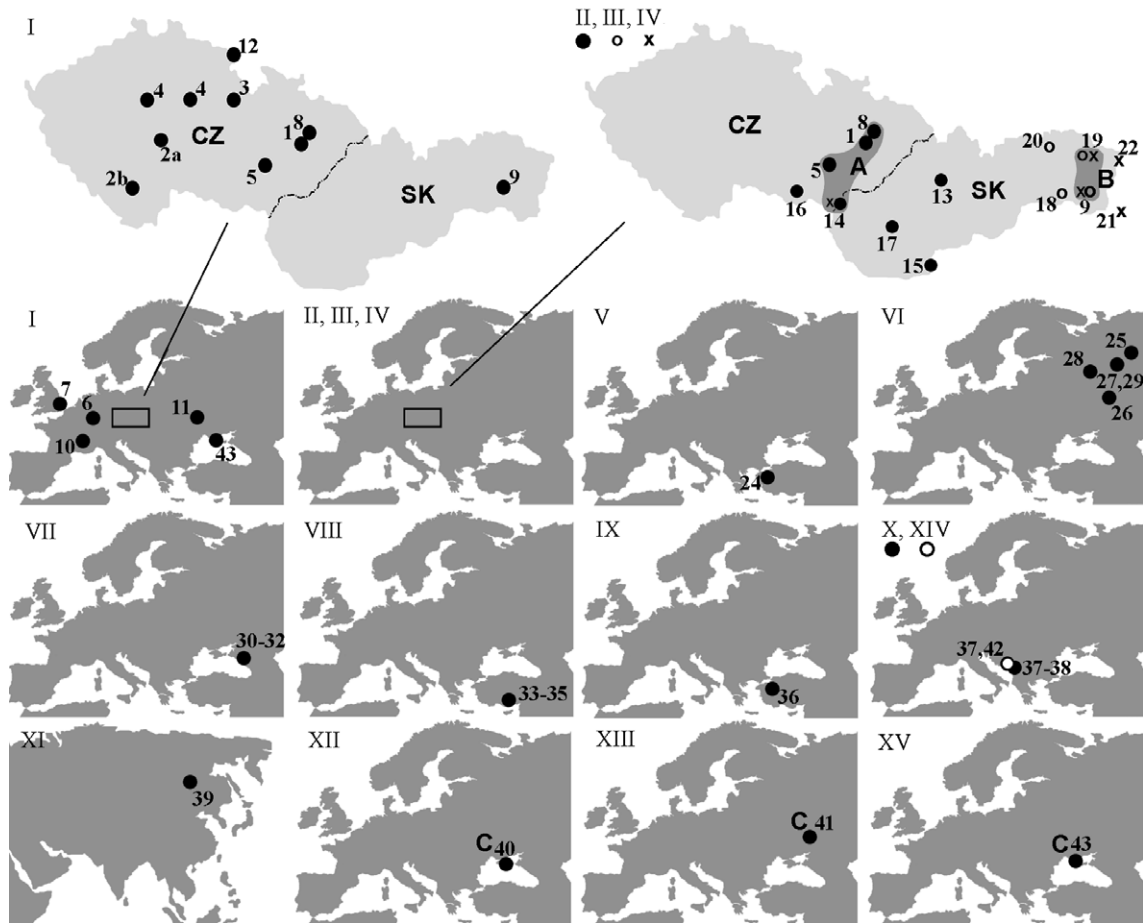 I
12
4
4
3
CZ
8
1
2a
5
2b
SK
9
II, III, IV
x
CZ
8
1
5
A
16
x
14
13
SK
17
15
20
19
x
22
x
B
18
x
9
21
x
I
7
6
11
10
43
II, III, IV
V
24
VI
25
28
27,29
26
VII
30-32
VIII
33-35
IX
36
X, XIV
37,42
37-38
XI
39
XII
C 40
XIII
C 41
XV
C 43